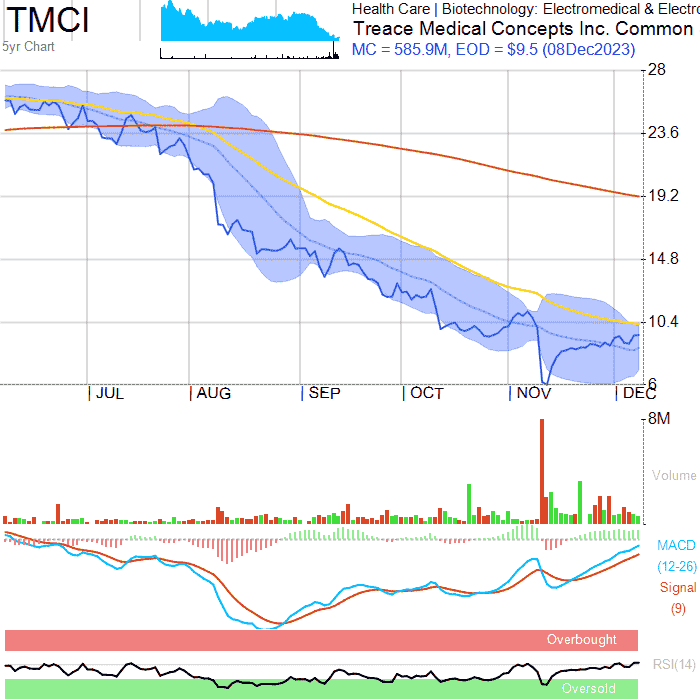 TMCI
5yr Chart
Health Care | Biotechnology: Electromedical & Electro
Treace Medical Concepts Inc. Common
MC = 585.9M, EOD = $9.5 (08Dec2023)
28
23.6
19.2
14.8
10.4
6
JUL AUG SEP OCT NOV DEC
8M
Volume
MACD
(12-26)
Signal
(9)
Overbought
RSI(14)
Oversold